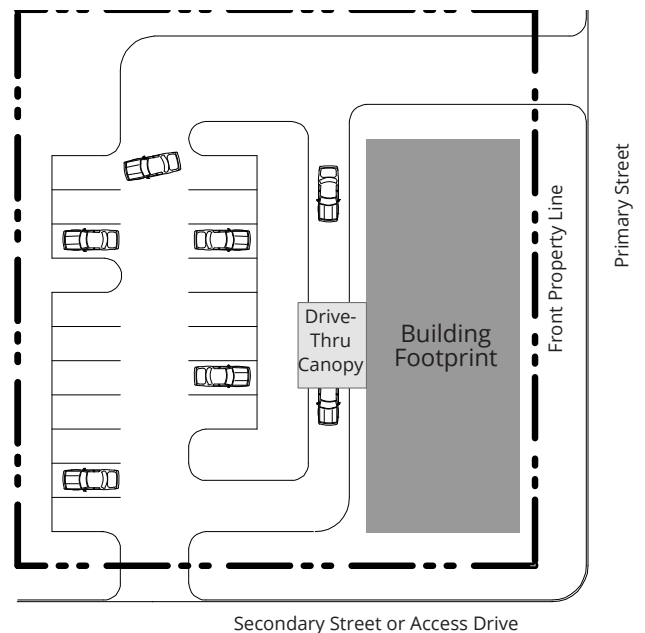 Drive-
Thru
Canopy
Building
Footprint
Front Property Line
Primary Street
Secondary Street or Access Drive